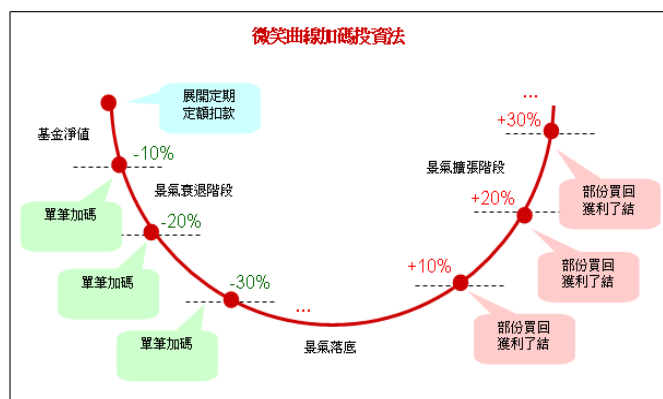 微笑曲線加碼投資法
展開定期
定額扣款
基金淨值
-10%
景氣衰退階段
單筆加碼
-20%
單筆加碼
-30%
單筆加碼
...
景氣落底
+10%
部份買回
獲利了結
+20%
部份買回
獲利了結
景氣擴張階段
+30%
部份買回
獲利了結
...